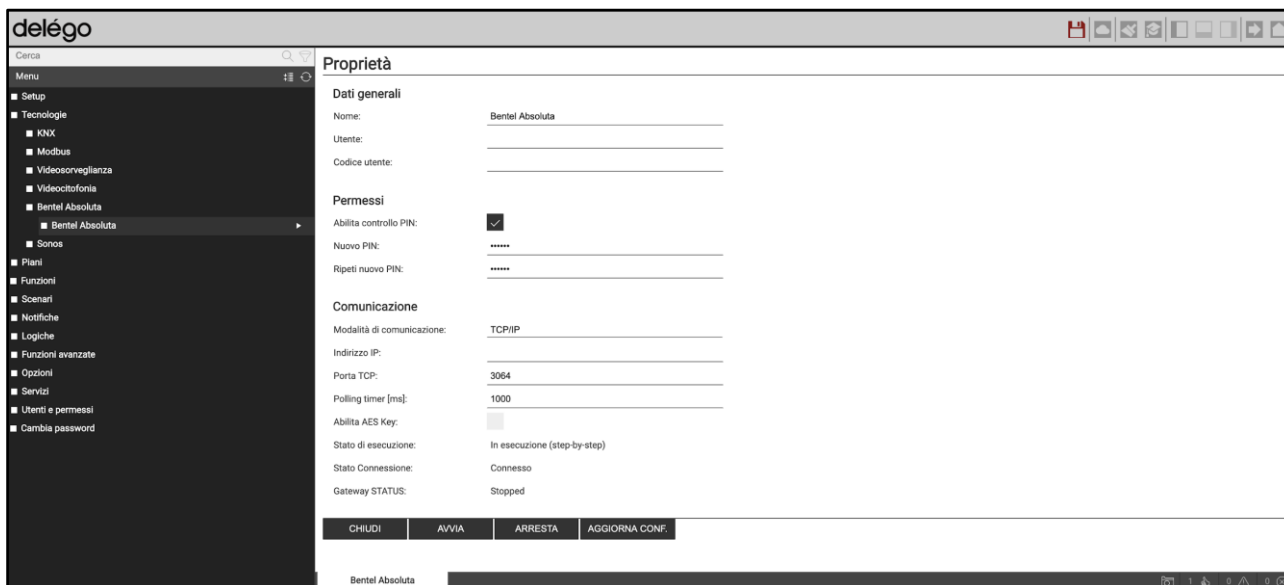 delégo
Cerca
Menu
Setup
Tecnologie
KNX
Modbus
Videosorveglianza
Videocitofonia
Bentel Absoluta
Bentel Absoluta
Sonos
Piani
Funzioni
Scenari
Notifiche
Logiche
Funzioni avanzate
Opzioni
Servizi
Utenti e permessi
Cambia password
Proprietà
Dati generali
Nome: Bentel Absoluta
Utente:
Codice utente:
Permessi
Abilita controllo PIN:
Nuovo PIN: ••••••
Ripeti nuovo PIN: ••••••
Comunicazione
Modalità di comunicazione: TCP/IP
Indirizzo IP:
Porta TCP: 3064
Polling timer [ms]: 1000
Abilita AES Key:
Stato di esecuzione: In esecuzione (step-by-step)
Stato Connessione: Connesso
Gateway STATUS: Stopped
CHIUDI AVVIA ARRESTA AGGIORNA CONF.
Bentel Absoluta 1 0 0